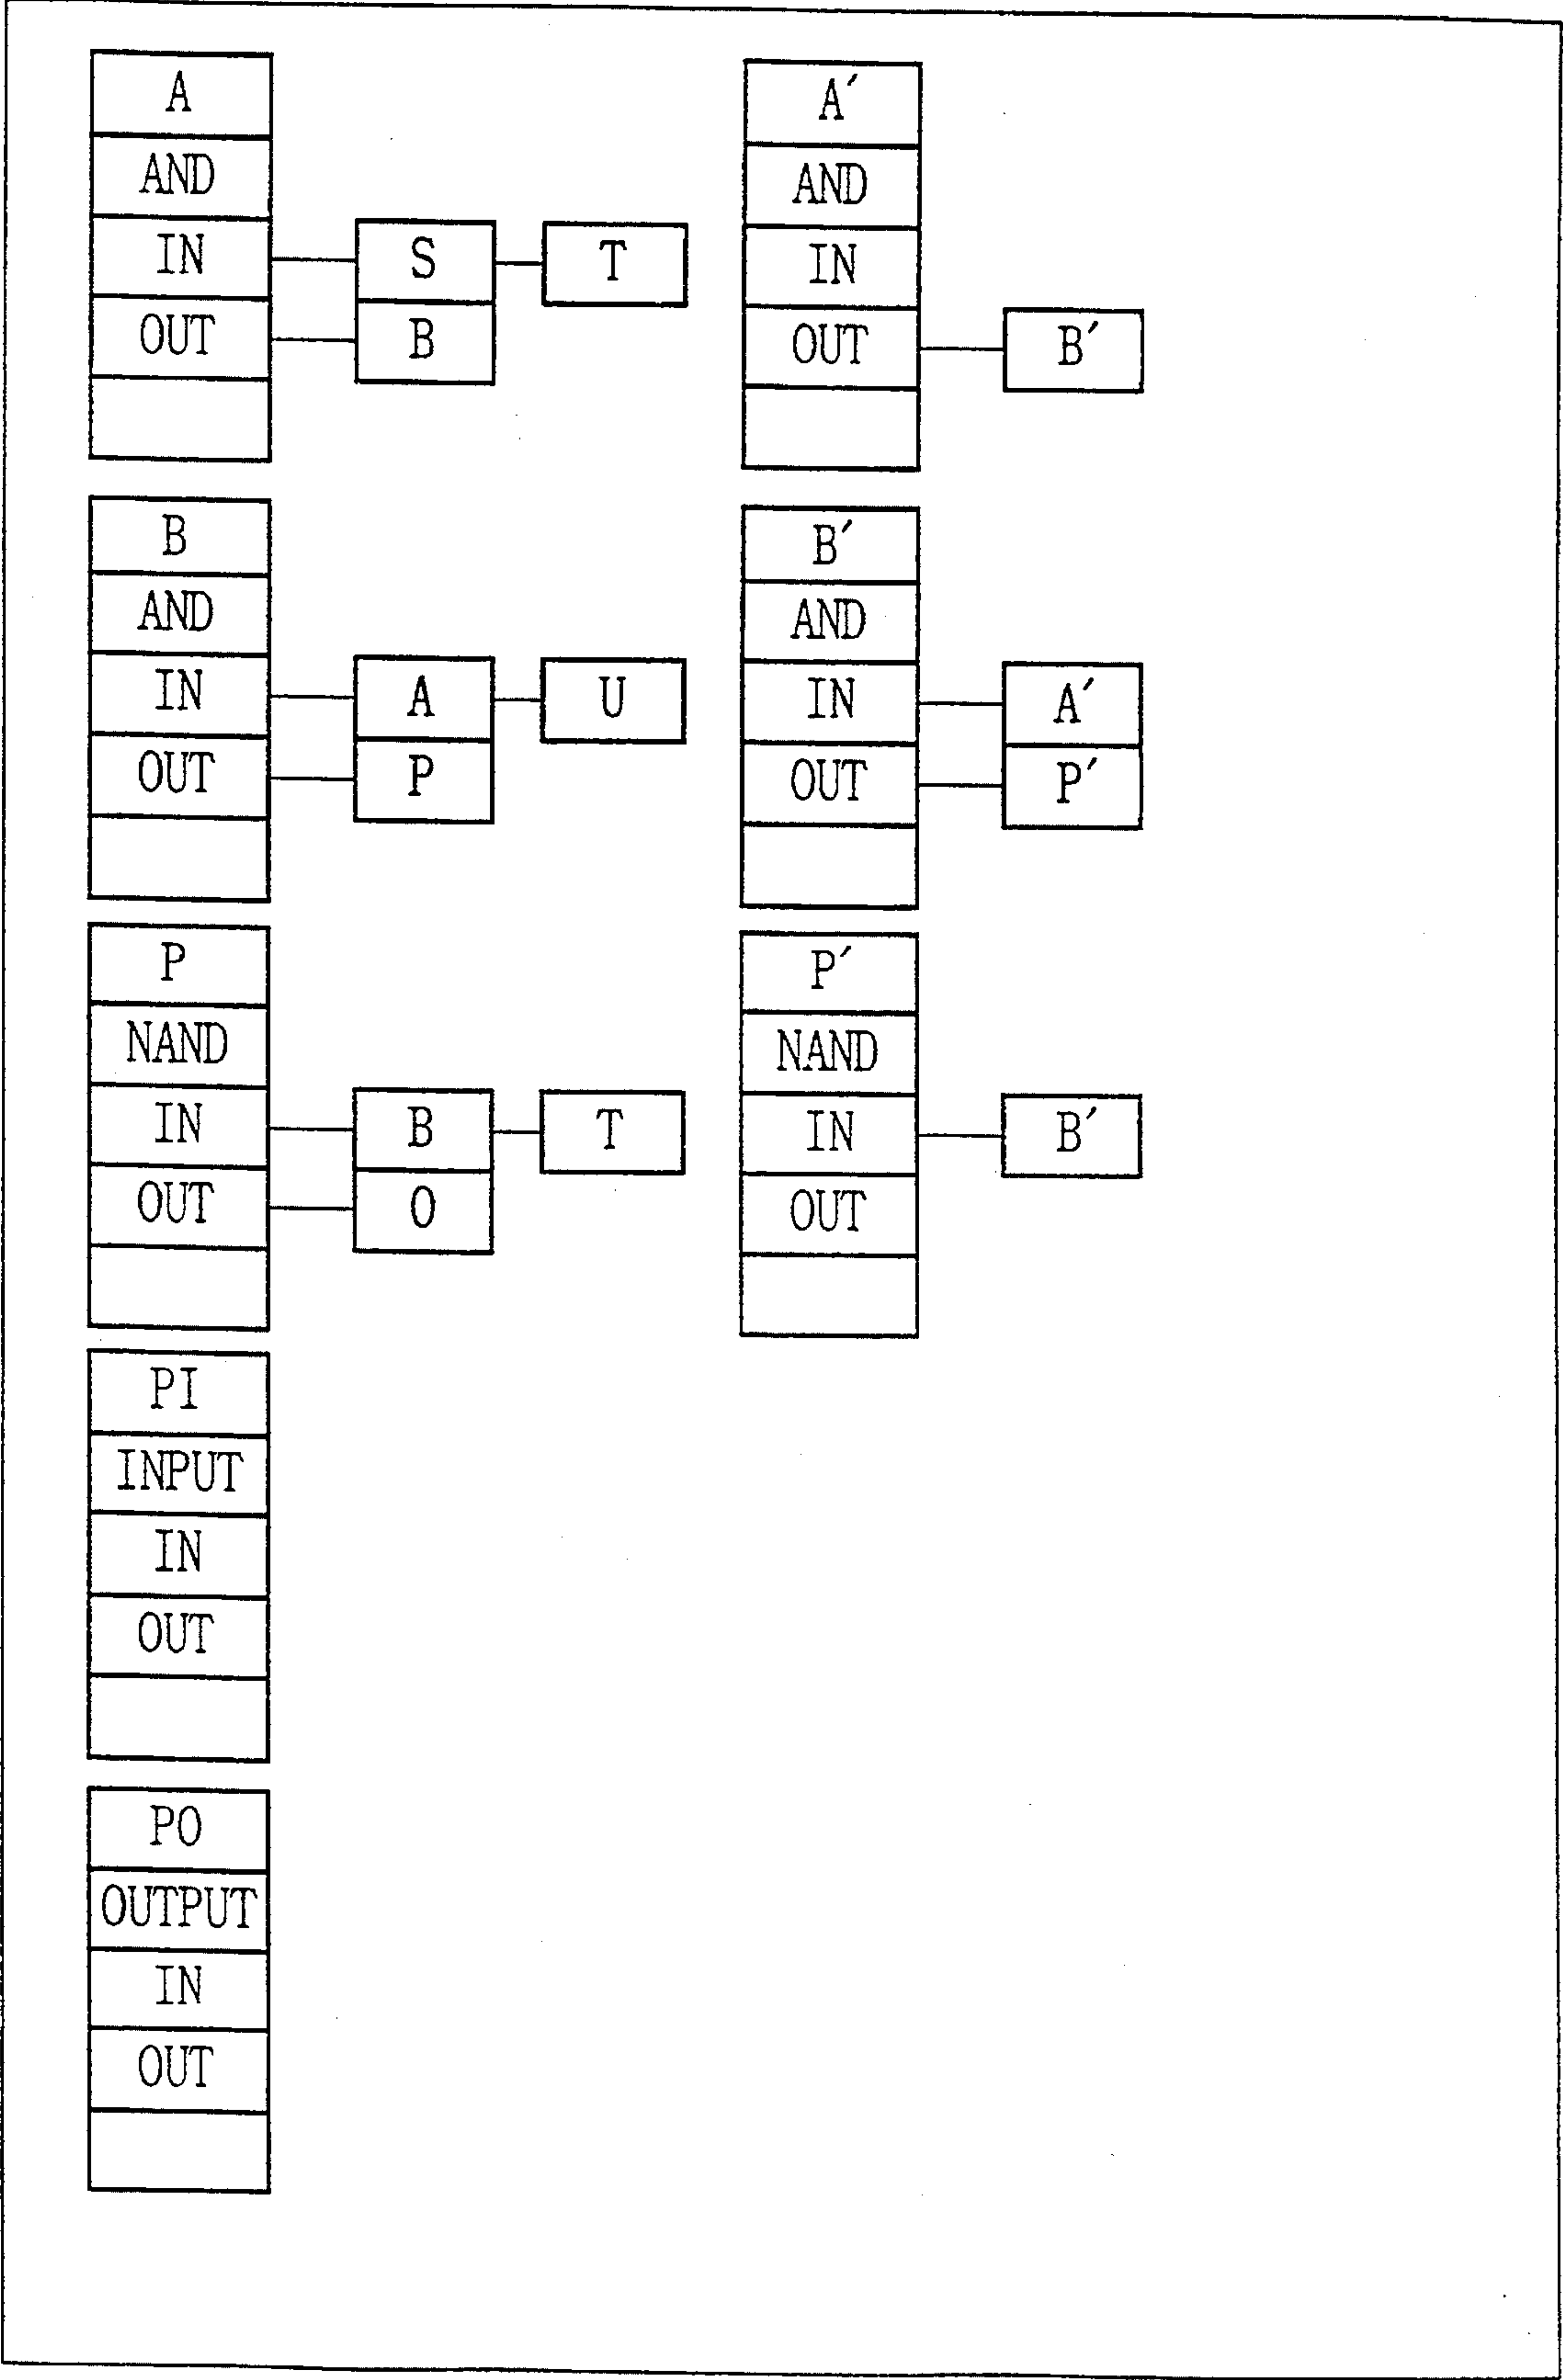 A
AND
IN S T
OUT B
B
AND
IN A U
OUT P
P
NAND
IN B T
OUT O
PI
INPUT
IN
OUT
PO
OUTPUT
IN
OUT
A′
AND
IN
OUT B′
B′
AND
IN A′
OUT P′
P′
NAND
IN B′
OUT